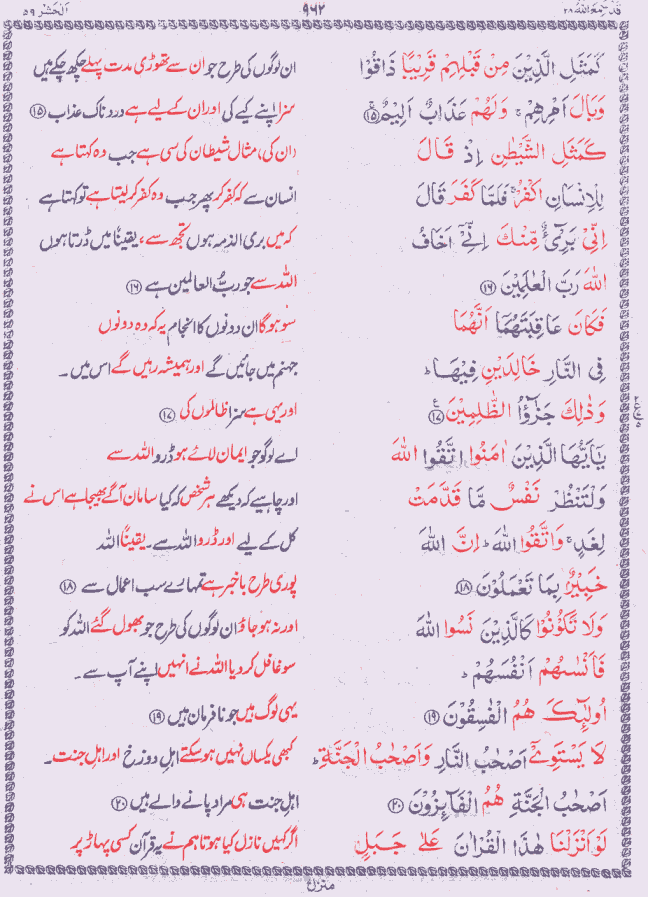 قد سمع الله ٢٨ ٩٦٢ اَلْحَشْر ٥٩
كَمَثَلِ الَّذِيْنَ مِنْ قَبْلِهِمْ قَرِيْبًا ذَاقُوْا ان لوگوں کی طرح جو ان سے تھوڑی مدت پہلے چکھ چکے ہیں
وَبَالَ اَمْرِهِمْ ۚ وَلَهُمْ عَذَابٌ اَلِيْمٌ ۝١٥ سزا اپنے کیے کی اور ان کے لیے ہے دردناک عذاب ⑮
كَمَثَلِ الشَّيْطٰنِ اِذْ قَالَ (ان کی) مثال شیطان کی سی ہے جب وہ کہتا ہے
لِلْاِنْسَانِ اكْفُرْ ۚ فَلَمَّا كَفَرَ قَالَ انسان سے کہ کفر کر پھر جب وہ کفر کر لیتا ہے تو کہتا ہے
اِنِّيْ بَرِيْٓءٌ مِّنْكَ اِنِّيْٓ اَخَافُ کہ میں بری الذمہ ہوں تجھ سے، یقیناً میں ڈرتا ہوں
اللّٰهَ رَبَّ الْعٰلَمِيْنَ ۝١٦ اللہ سے جو ربُّ العالمین ہے ⑯
فَكَانَ عَاقِبَتَهُمَآ اَنَّهُمَا سو ہوگا ان دونوں کا انجام یہ کہ وہ دونوں
فِي النَّارِ خَالِدَيْنِ فِيْهَا ؕ جہنم میں جائیں گے اور ہمیشہ رہیں گے اس میں۔
وَذٰلِكَ جَزٰٓؤُا الظّٰلِمِيْنَ ۝١٧ اور یہی ہے سزا ظالموں کی ⑰
يٰٓاَيُّهَا الَّذِيْنَ اٰمَنُوا اتَّقُوا اللّٰهَ اے لوگو جو ایمان لائے ہو ڈرو اللہ سے
وَلْتَنْظُرْ نَفْسٌ مَّا قَدَّمَتْ اور چاہیے کہ دیکھے ہر شخص کہ کیا سامان آگے بھیجا ہے اس نے
لِغَدٍ ۚ وَاتَّقُوا اللّٰهَ ؕ اِنَّ اللّٰهَ کل کے لیے اور ڈرو اللہ سے۔ یقیناً اللہ
خَبِيْرٌۢ بِمَا تَعْمَلُوْنَ ۝١٨ پوری طرح باخبر ہے تمہارے سب اعمال سے ⑱
وَلَا تَكُوْنُوْا كَالَّذِيْنَ نَسُوا اللّٰهَ اور نہ ہو جاؤ ان لوگوں کی طرح جو بھول گئے اللہ کو
فَاَنْسٰىهُمْ اَنْفُسَهُمْ ؕ سو غافل کر دیا اللہ نے انہیں اپنے آپ سے۔
اُولٰٓئِكَ هُمُ الْفٰسِقُوْنَ ۝١٩ یہی لوگ ہیں جو نافرمان ہیں ⑲
لَا يَسْتَوِيْٓ اَصْحٰبُ النَّارِ وَاَصْحٰبُ الْجَنَّةِ ؕ کبھی یکساں نہیں ہو سکتے اہلِ دوزخ اور اہلِ جنت۔
اَصْحٰبُ الْجَنَّةِ هُمُ الْفَآئِزُوْنَ ۝٢٠ اہلِ جنت ہی مراد پانے والے ہیں ⑳
لَوْ اَنْزَلْنَا هٰذَا الْقُرْاٰنَ عَلٰى جَبَلٍ اگر کہیں نازل کیا ہوتا ہم نے یہ قرآن کسی پہاڑ پر